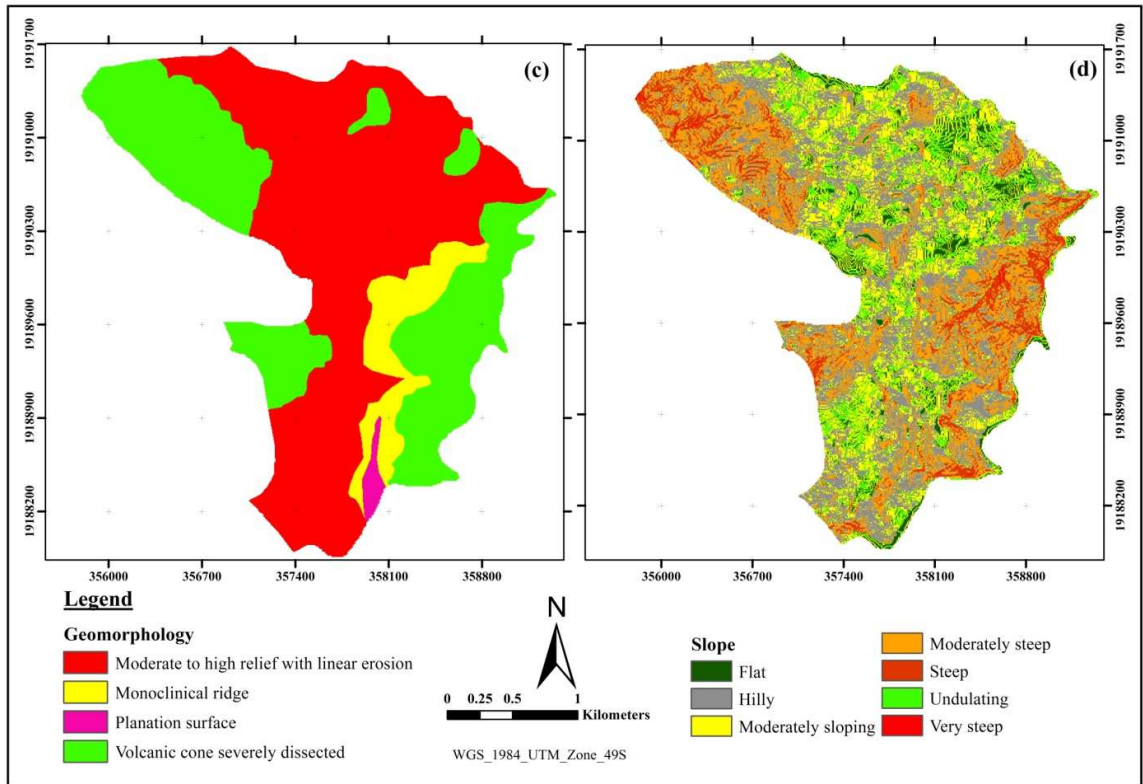 (c)
(d)
19191700
19191000
19190300
19189600
19188900
19188200
19191700
19191000
19190300
19189600
19188900
19188200
356000 356700 357400 358100 358800
356000 356700 357400 358100 358800
Legend
Geomorphology
Moderate to high relief with linear erosion
Monoclinical ridge
Planation surface
Volcanic cone severely dissected
N
0 0.25 0.5 1
Kilometers
WGS_1984_UTM_Zone_49S
Slope
Flat
Hilly
Moderately sloping
Moderately steep
Steep
Undulating
Very steep